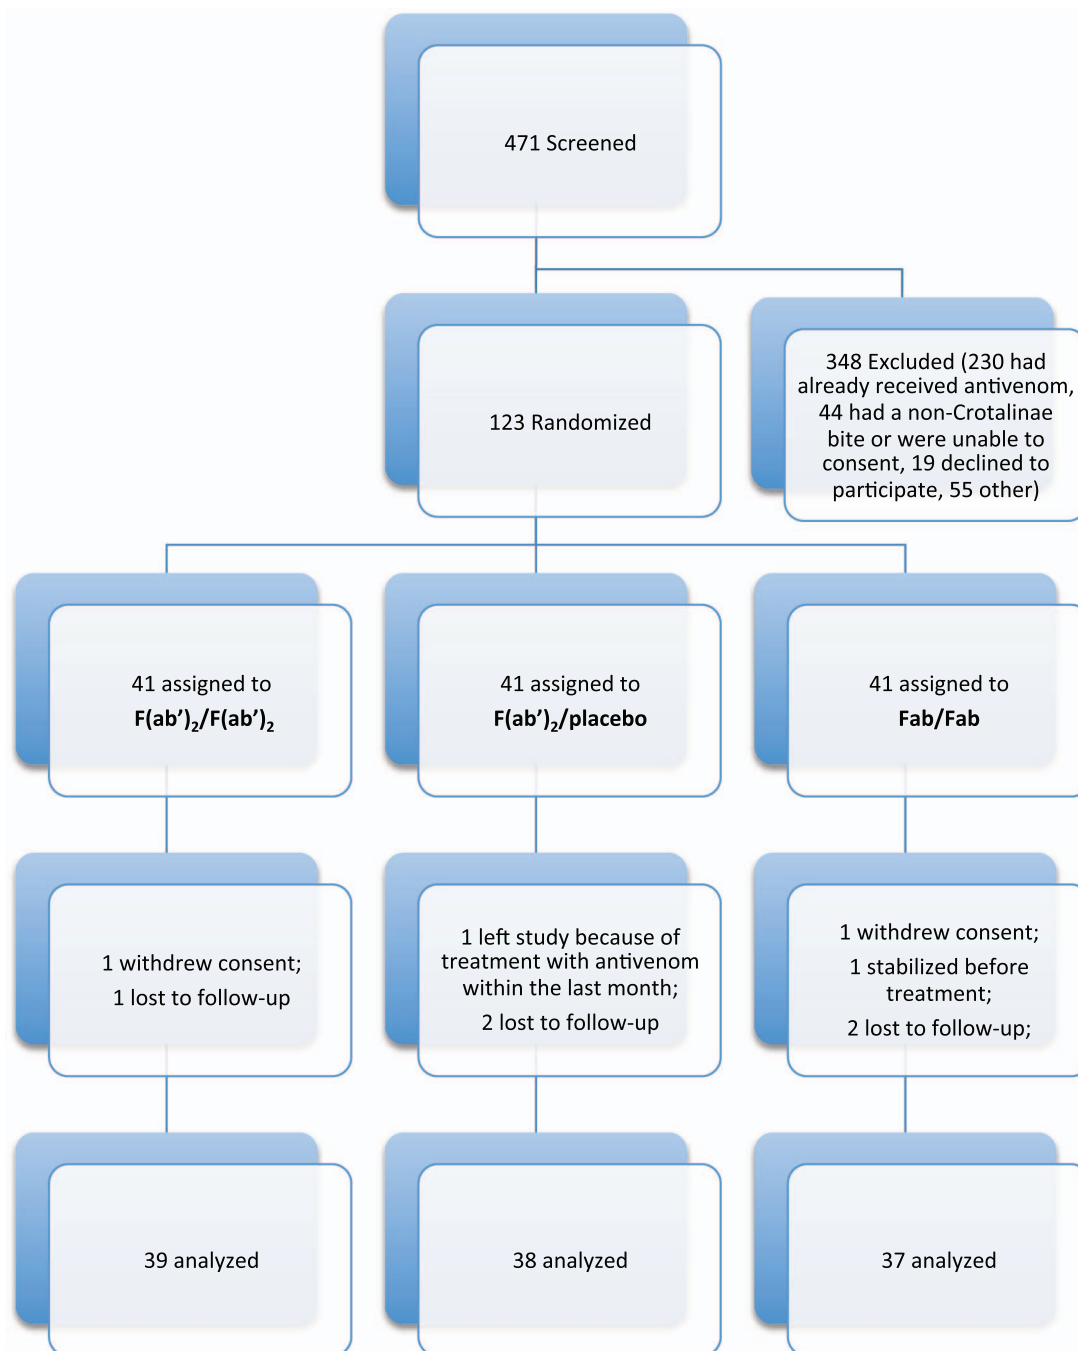 471 Screened
123 Randomized
348 Excluded (230 had
already received antivenom,
44 had a non-Crotalinae
bite or were unable to
consent, 19 declined to
participate, 55 other)
41 assigned to
F(ab’)₂/F(ab’)₂
41 assigned to
F(ab’)₂/placebo
41 assigned to
Fab/Fab
1 withdrew consent;
1 lost to follow-up
1 left study because of
treatment with antivenom
within the last month;
2 lost to follow-up
1 withdrew consent;
1 stabilized before
treatment;
2 lost to follow-up;
39 analyzed
38 analyzed
37 analyzed